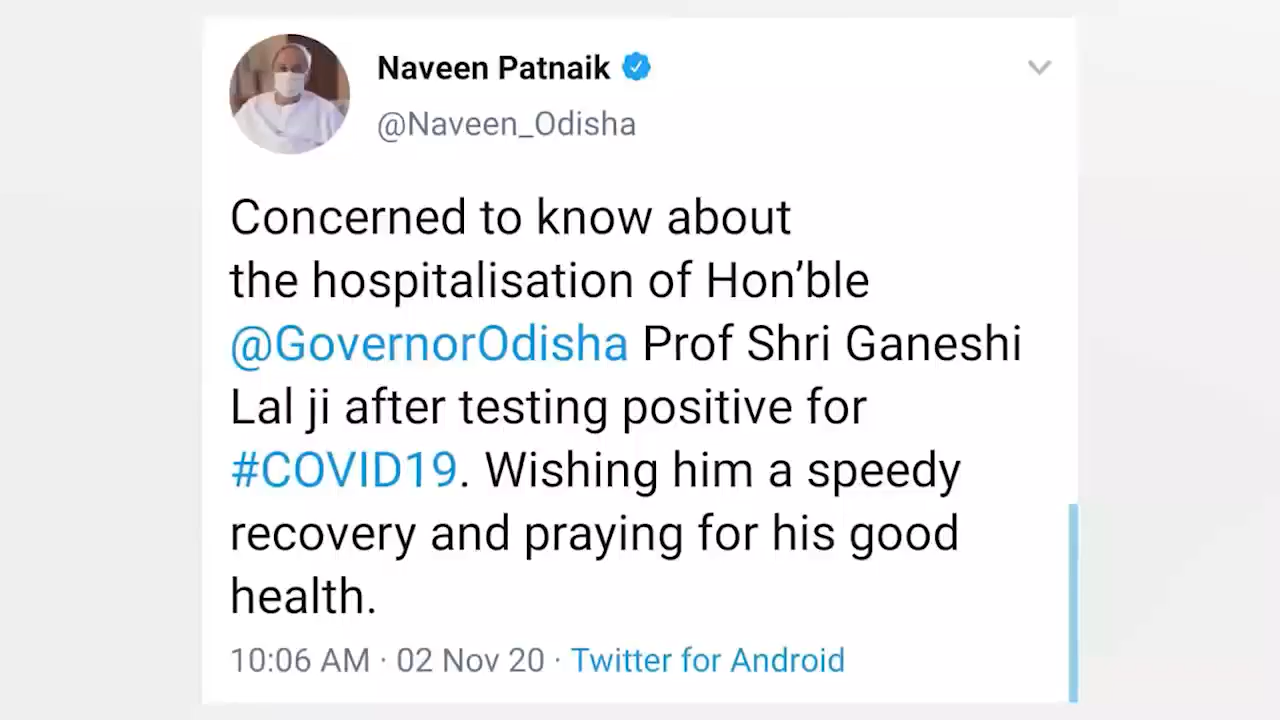 Naveen Patnaik
@Naveen_Odisha
Concerned to know about
the hospitalisation of Hon’ble
@GovernorOdisha Prof Shri Ganeshi
Lal ji after testing positive for
#COVID19. Wishing him a speedy
recovery and praying for his good
health.
10:06 AM · 02 Nov 20 · Twitter for Android